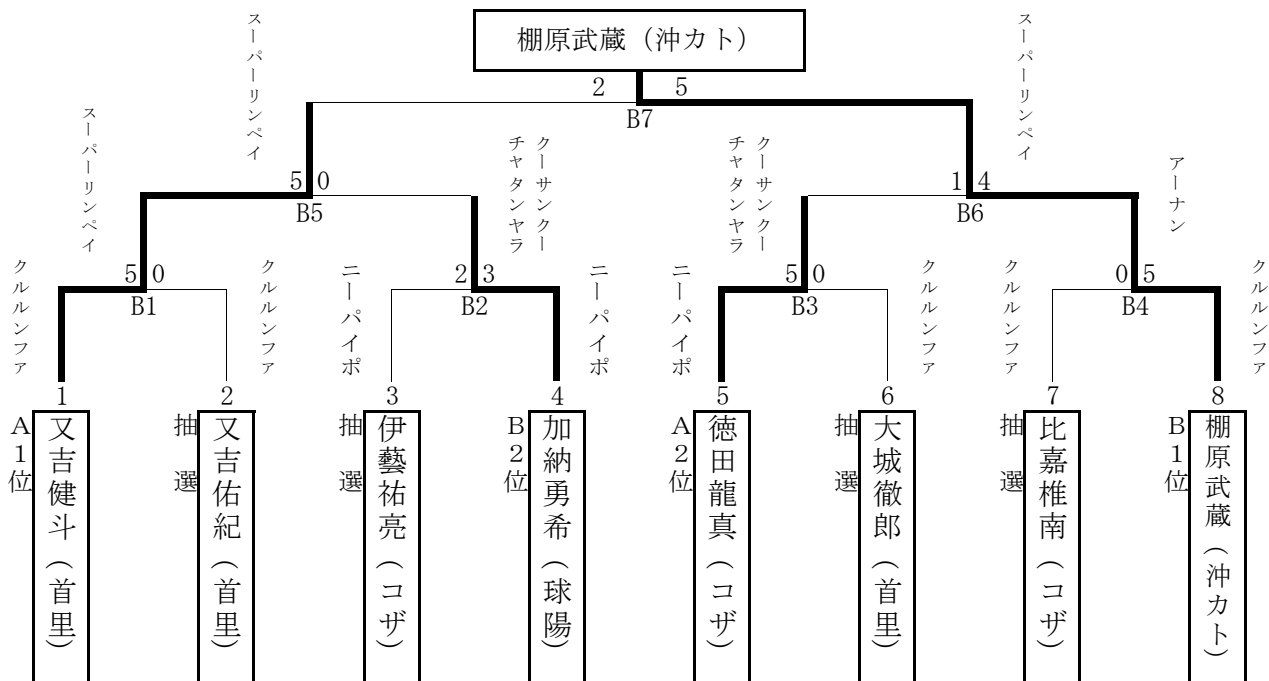 棚原武蔵（沖カト）
2 5
B7
スーパーリンペイ
スーパーリンペイ
スーパーリンペイ
クーサンクー
チャタンヤラ
クーサンクー
チャタンヤラ
アーナン
5 0
B5
1 4
B6
クルルンファ
クルルンファ
ニーパイポ
ニーパイポ
ニーパイポ
クルルンファ
クルルンファ
クルルンファ
5 0
B1
2 3
B2
5 0
B3
0 5
B4
1
A1位
又吉健斗（首里）
2
抽選
又吉佑紀（首里）
3
抽選
伊藝祐亮（コザ）
4
B2位
加納勇希（球陽）
5
A2位
徳田龍真（コザ）
6
抽選
大城徹郎（首里）
7
抽選
比嘉椎南（コザ）
8
B1位
棚原武蔵（沖カト）